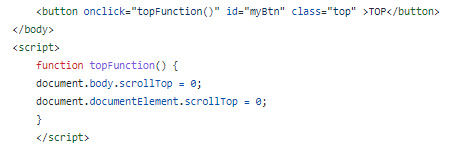 <button onclick="topFunction()" id="myBtn" class="top" >TOP</button>
</body>
<script>
function topFunction() {
document.body.scrollTop = 0;
document.documentElement.scrollTop = 0;
}
</script>